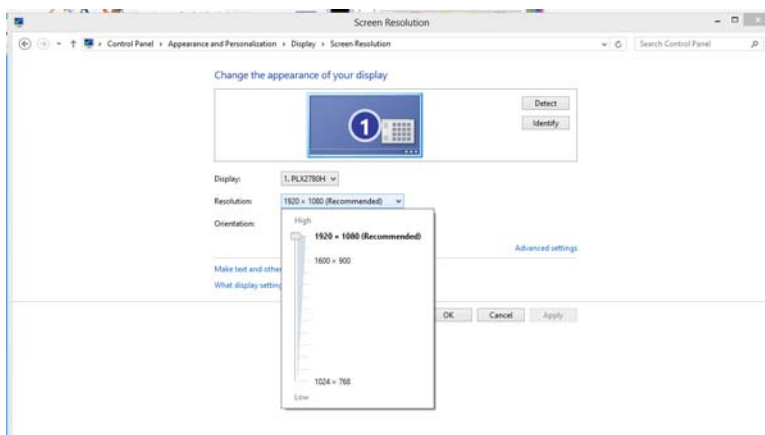 Screen Resolution
Control Panel Appearance and Personalization Display Screen Resolution
Search Control Panel
Change the appearance of your display
1
Detect
Identify
Display: 1. PLX2780H
Resolution: 1920 × 1080 (Recommended)
Orientation:
High
1920 × 1080 (Recommended)
1600 × 900
1024 × 768
Low
Advanced settings
Make text and other
What display setting
OK Cancel Apply